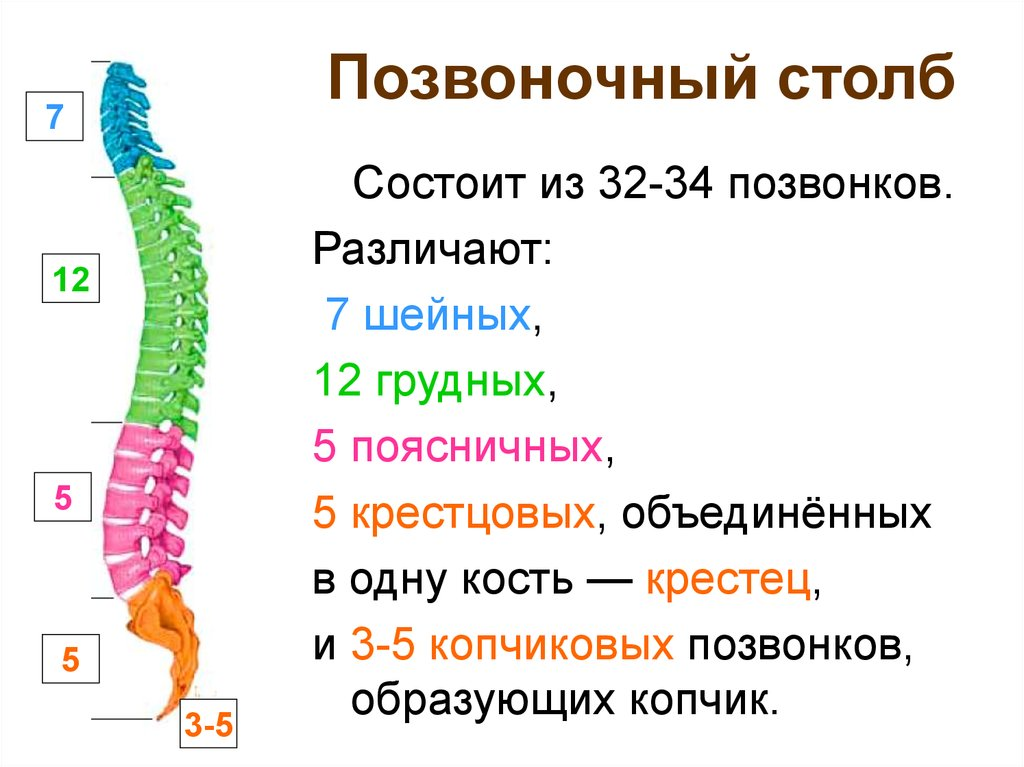 Позвоночный столб
7
12
5
5
3-5
Состоит из 32-34 позвонков.
Различают:
7 шейных,
12 грудных,
5 поясничных,
5 крестцовых, объединённых
в одну кость — крестец,
и 3-5 копчиковых позвонков,
образующих копчик.